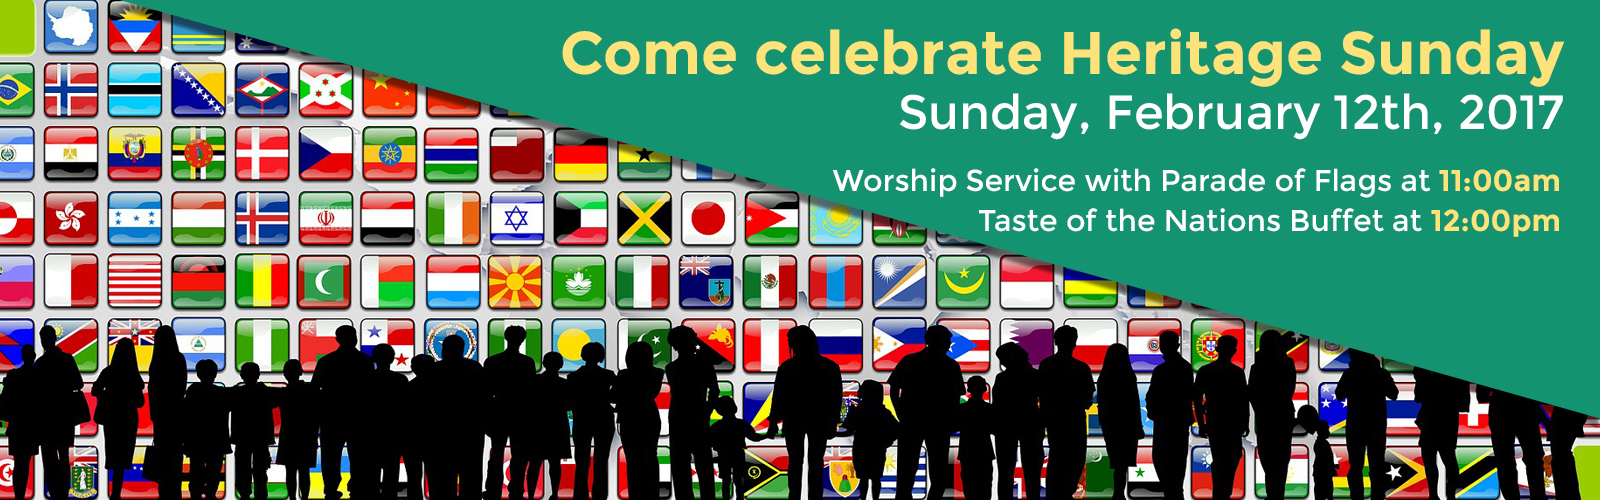 Come celebrate Heritage Sunday
Sunday, February 12th, 2017
Worship Service with Parade of Flags at 11:00am
Taste of the Nations Buffet at 12:00pm